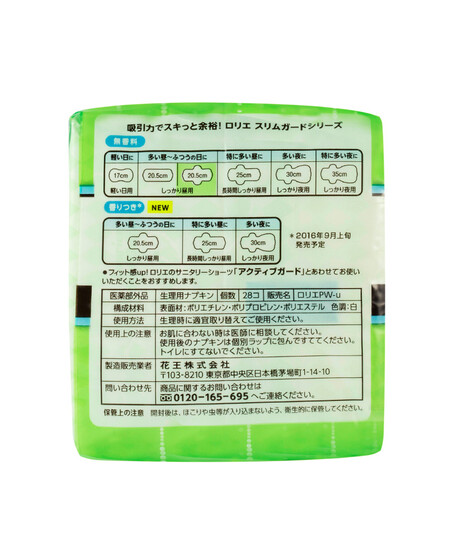 吸引力でスキっと余裕! ロリエ スリムガードシリーズ
無香料
軽い日に 多い昼~ふつうの日に 特に多い昼に 多い夜に 特に多い夜に
17cm 20.5cm 20.5cm 25cm 30cm 35cm
軽い日用 しっかり昼用 長時間しっかり昼用 しっかり夜用 しっかり夜用
香りつき* NEW
多い昼~ふつうの日に 特に多い昼に 多い夜に
20.5cm 25cm 30cm
しっかり昼用 長時間しっかり昼用 しっかり夜用
*2016年9月上旬
発売予定
●フィット感up! ロリエのサニタリーショーツ「アクティブガード」とあわせてお使い
いただくことをおすすめします。
医薬部外品 生理用ナプキン 個数 28コ 販売名 ロリエPW-u
構成材料 表面材:ポリエチレン・ポリプロピレン・ポリエステル 色調:白
使用方法 生理時に適宜取り替えてご使用ください。
使用上の注意 お肌に合わない時は医師に相談してください。
使用後のナプキンは個別ラップに包んですててください。
トイレにすてないでください。
製造販売業者 花王株式会社
〒103-8210 東京都中央区日本橋茅場町1-14-10
問い合わせ先 商品に関するお問い合わせは
0120-165-695 へご連絡ください。
保管上の注意 開封後は、ほこりや虫等が入り込まないよう、衛生的に保管してください。